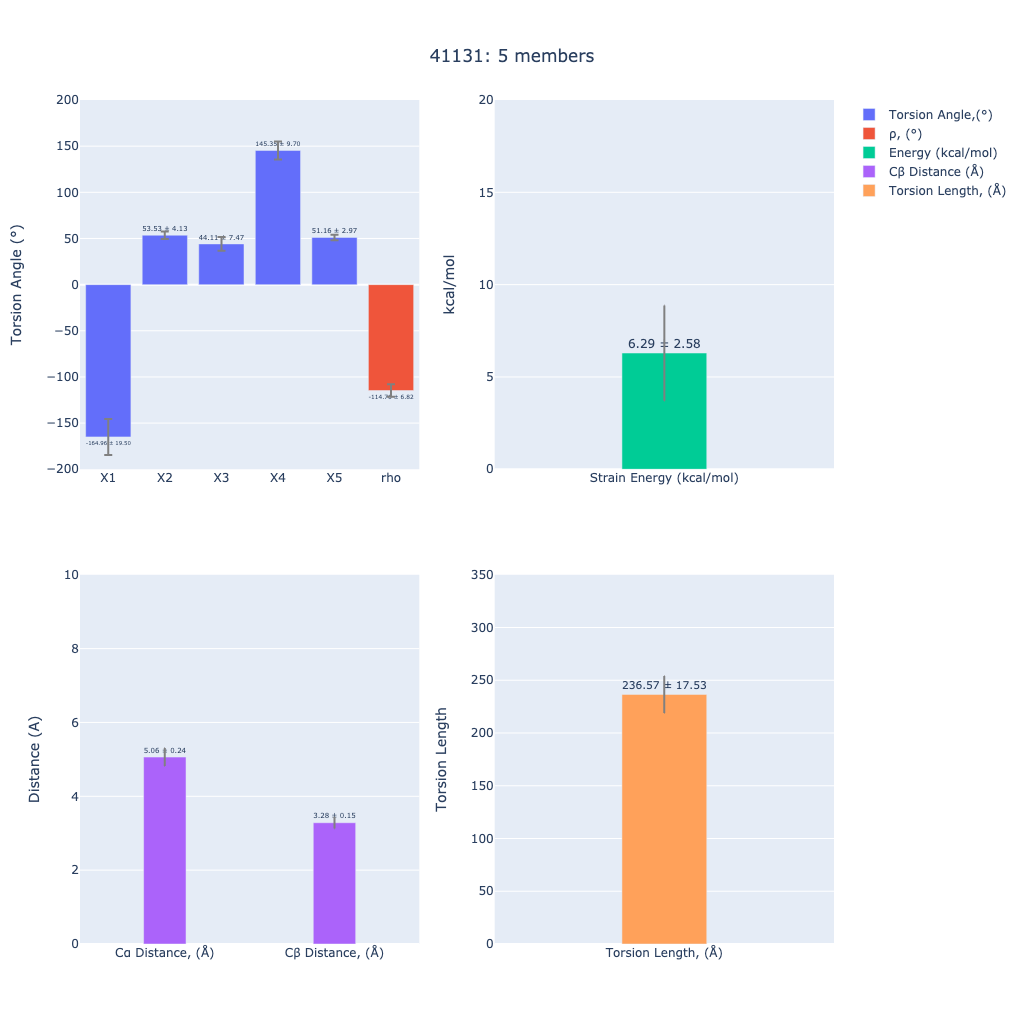 41131: 5 members
Torsion Angle (°)
200
150
100
50
0
−50
−100
−150
−200
-164.96 ± 19.50
53.53 ± 4.13
44.11 ± 7.47
145.35 ± 9.70
51.16 ± 2.97
± 6.82
X1
X2
X3
X4
X5
rho
kcal/mol
20
15
10
5
0
6.29 ± 2.58
Strain Energy (kcal/mol)
Torsion Angle,(°)
ρ, (°)
Energy (kcal/mol)
Cβ Distance (Å)
Torsion Length, (Å)
Distance (A)
10
8
6
4
2
0
5.06 ± 0.24
3.28 ± 0.15
Cα Distance, (Å)
Cβ Distance, (Å)
Torsion Length
350
300
250
200
150
100
50
0
236.57 ± 17.53
Torsion Length, (Å)